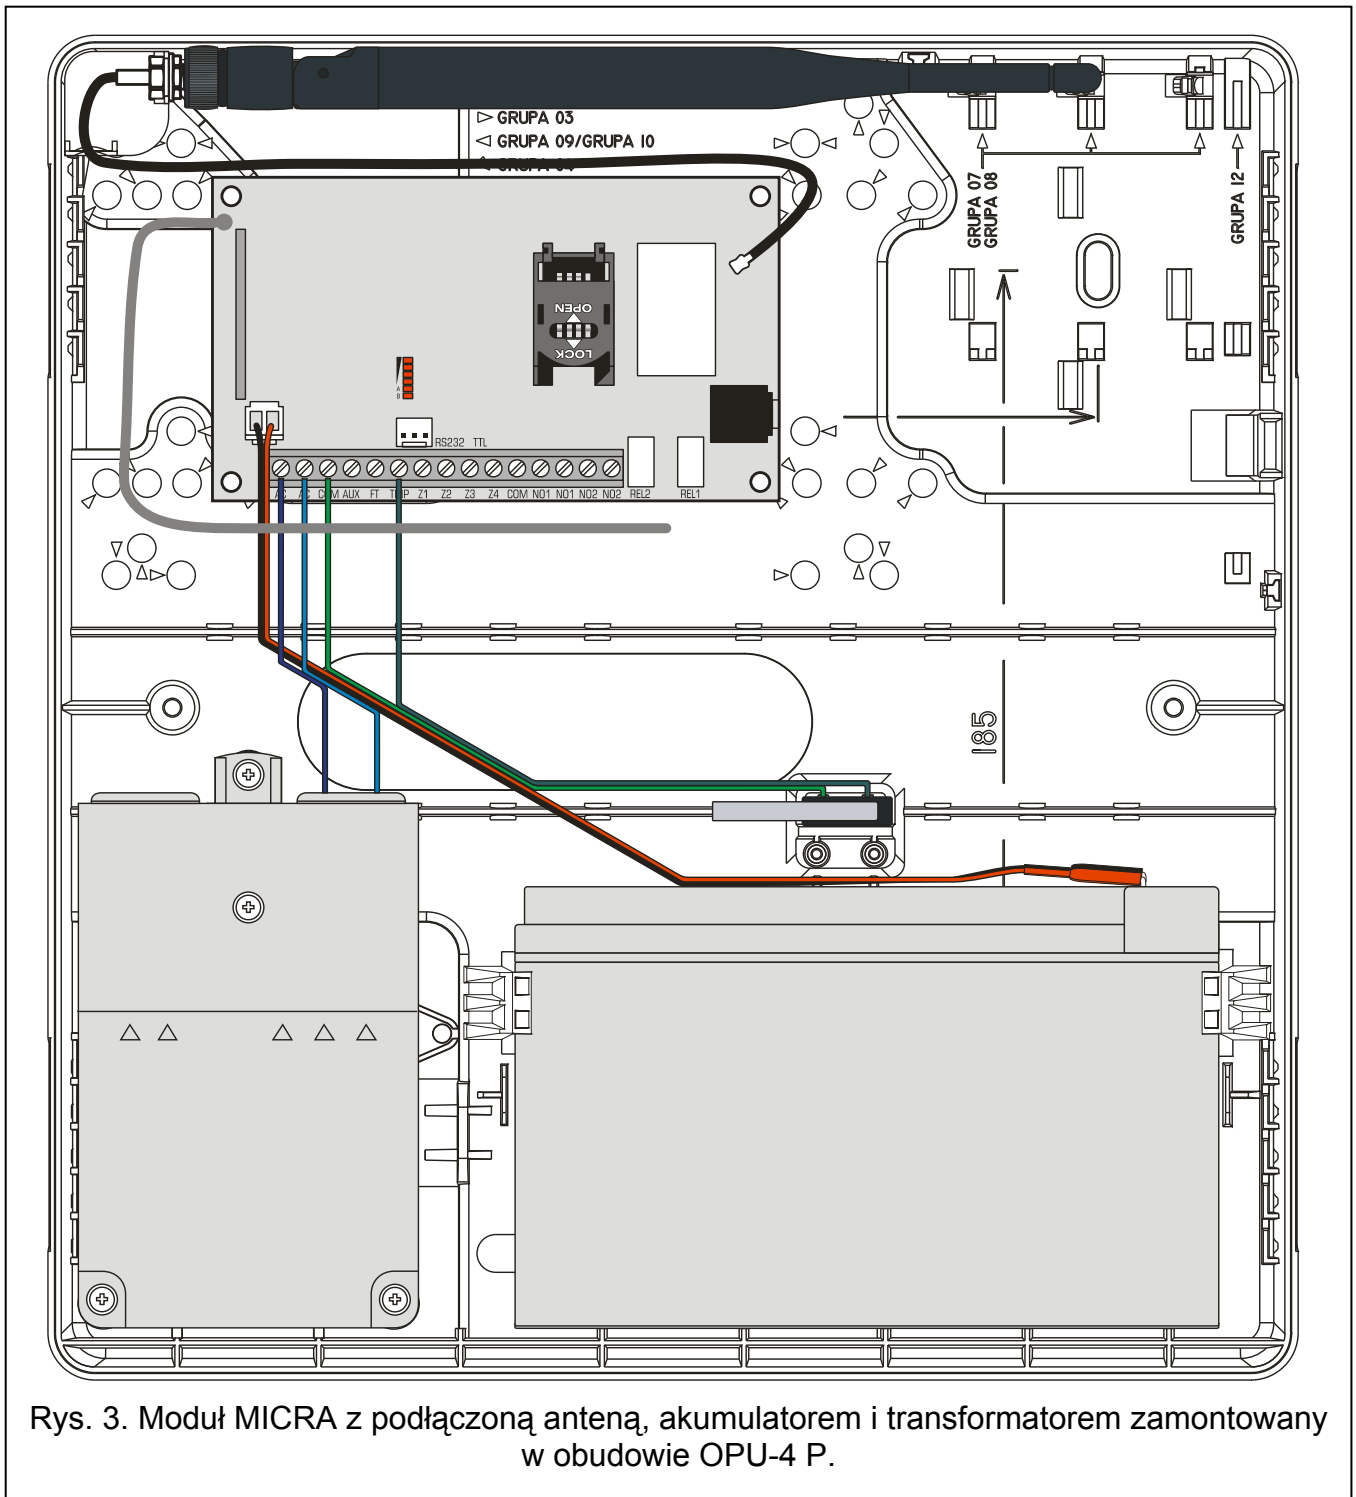 GRUPA 03
GRUPA 09/GRUPA 10
GRUPA 04
GRUPA 07
GRUPA 08
GRUPA 12
OPEN
LOCK
A
B
RS232 TTL
AC AC COM AUX FT TMP Z1 Z2 Z3 Z4 COM NO1 NO1 NO2 NO2 REL2 REL1
185
Rys. 3. Moduł MICRA z podłączoną anteną, akumulatorem i transformatorem zamontowany
w obudowie OPU-4 P.